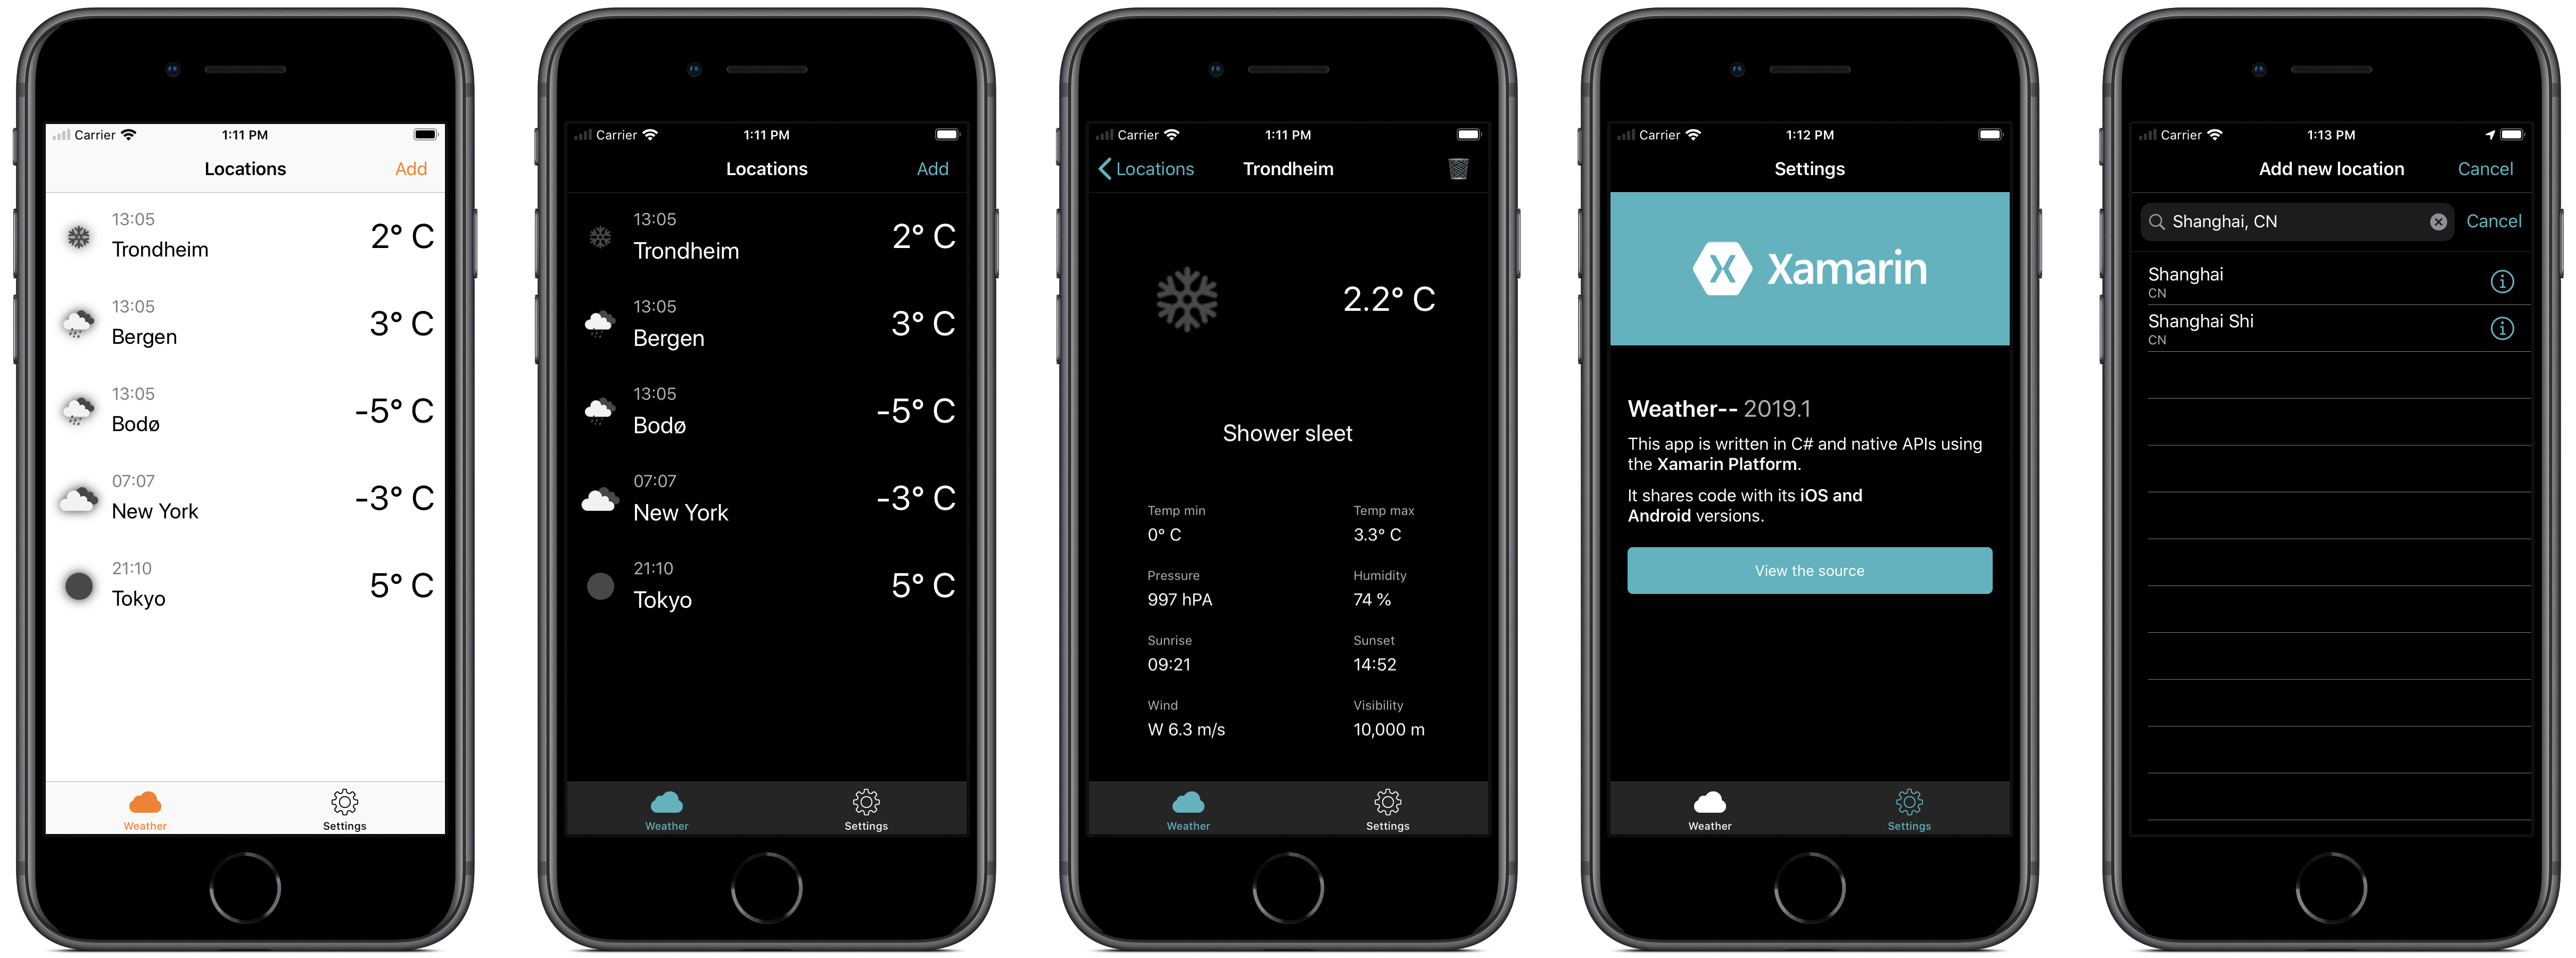 Carrier 1:11 PM
Locations Add
13:05
Trondheim 2° C
13:05
Bergen 3° C
13:05
Bodø -5° C
07:07
New York -3° C
21:10
Tokyo 5° C
Weather Settings
Carrier 1:11 PM
Locations Add
13:05
Trondheim 2° C
13:05
Bergen 3° C
13:05
Bodø -5° C
07:07
New York -3° C
21:10
Tokyo 5° C
Weather Settings
Carrier 1:11 PM
Locations Trondheim
2.2° C
Shower sleet
Temp min Temp max
0° C 3.3° C
Pressure Humidity
997 hPA 74 %
Sunrise Sunset
09:21 14:52
Wind Visibility
W 6.3 m/s 10,000 m
Weather Settings
Carrier 1:12 PM
Settings
X Xamarin
Weather-- 2019.1
This app is written in C# and native APIs using
the Xamarin Platform.
It shares code with its iOS and
Android versions.
View the source
Weather Settings
Carrier 1:13 PM
Add new location Cancel
Shanghai, CN Cancel
Shanghai
CN
Shanghai Shi
CN